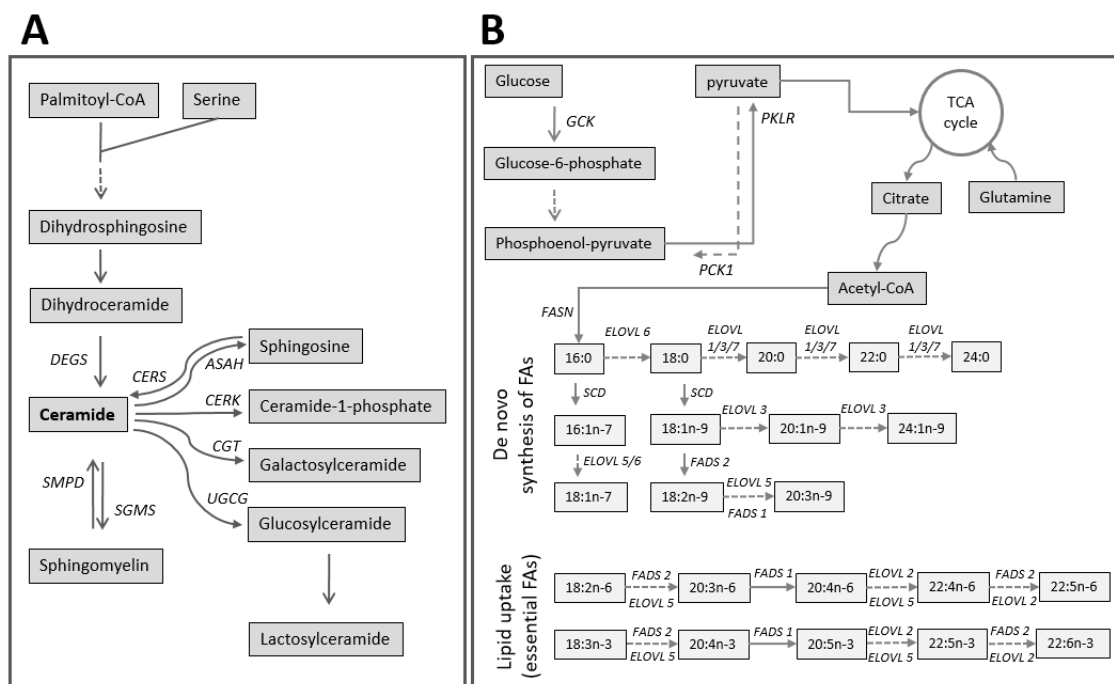 A
Palmitoyl-CoA
Serine
Dihydrosphingosine
Dihydroceramide
DEGS
CERS
ASAH
Sphingosine
Ceramide
CERK
Ceramide-1-phosphate
CGT
Galactosylceramide
SMPD
SGMS
UGCG
Glucosylceramide
Sphingomyelin
Lactosylceramide
B
Glucose
pyruvate
TCA
cycle
GCK
PKLR
Glucose-6-phosphate
Citrate
Glutamine
Phosphoenol-pyruvate
PCK1
Acetyl-CoA
FASN
De novo
synthesis of FAs
16:0
ELOVL 6
18:0
ELOVL
1/3/7
20:0
ELOVL
1/3/7
22:0
ELOVL
1/3/7
24:0
SCD
SCD
16:1n-7
18:1n-9
ELOVL 3
20:1n-9
ELOVL 3
24:1n-9
ELOVL 5/6
FADS 2
18:1n-7
18:2n-9
ELOVL 5
FADS 1
20:3n-9
Lipid uptake
(essential FAs)
18:2n-6
FADS 2
ELOVL 5
20:3n-6
FADS 1
20:4n-6
ELOVL 2
ELOVL 5
22:4n-6
FADS 2
ELOVL 2
22:5n-6
18:3n-3
FADS 2
ELOVL 5
20:4n-3
FADS 1
20:5n-3
ELOVL 2
ELOVL 5
22:5n-3
FADS 2
ELOVL 2
22:6n-3